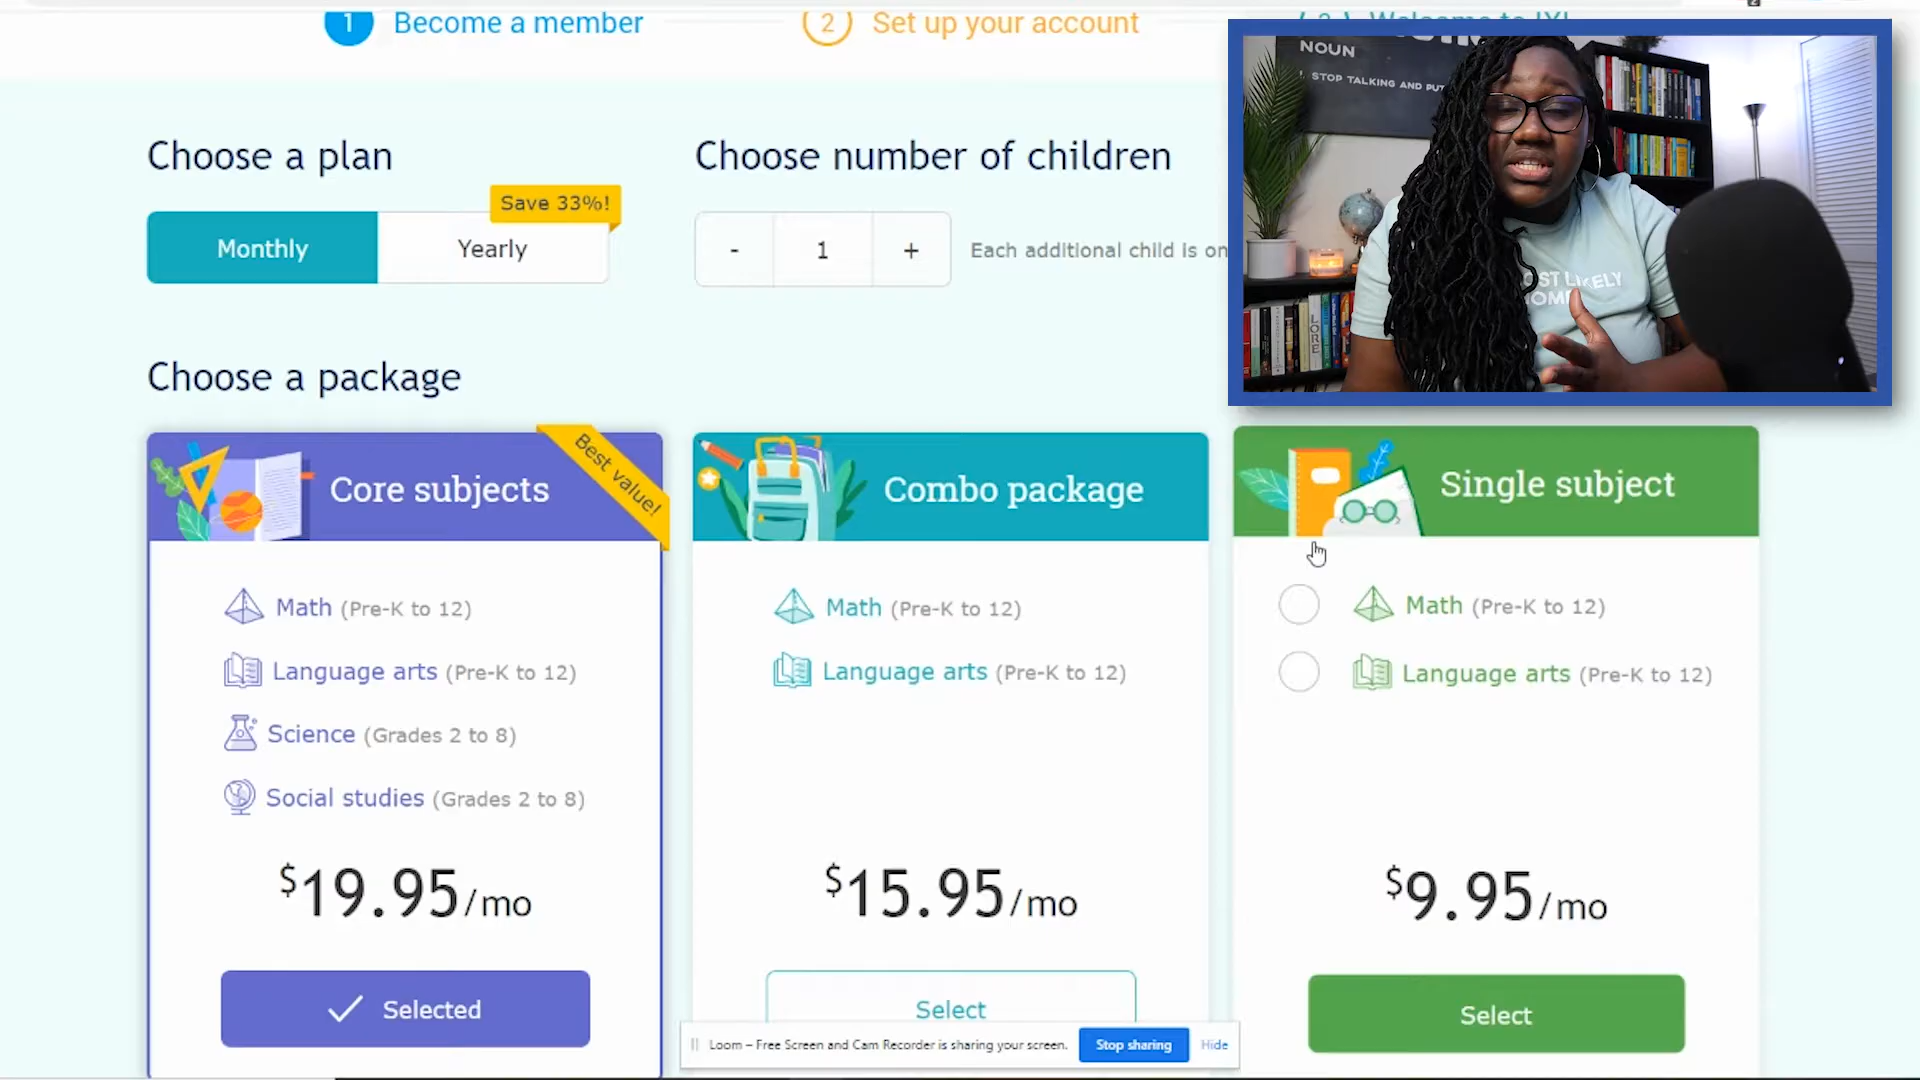 1 Become a member
2 Set up your account
Choose a plan
Save 33%!
Monthly
Yearly
Choose number of children
-
1
+
Each additional child is on
NOUN
STOP TALKING AND PUT
OST LIKELY
LORE
Choose a package
Core subjects
Best value!
Math (Pre-K to 12)
Language arts (Pre-K to 12)
Science (Grades 2 to 8)
Social studies (Grades 2 to 8)
$19.95/mo
Selected
Combo package
Math (Pre-K to 12)
Language arts (Pre-K to 12)
$15.95/mo
Select
Single subject
Math (Pre-K to 12)
Language arts (Pre-K to 12)
$9.95/mo
Select
Loom – Free Screen and Cam Recorder is sharing your screen.
Stop sharing
Hide